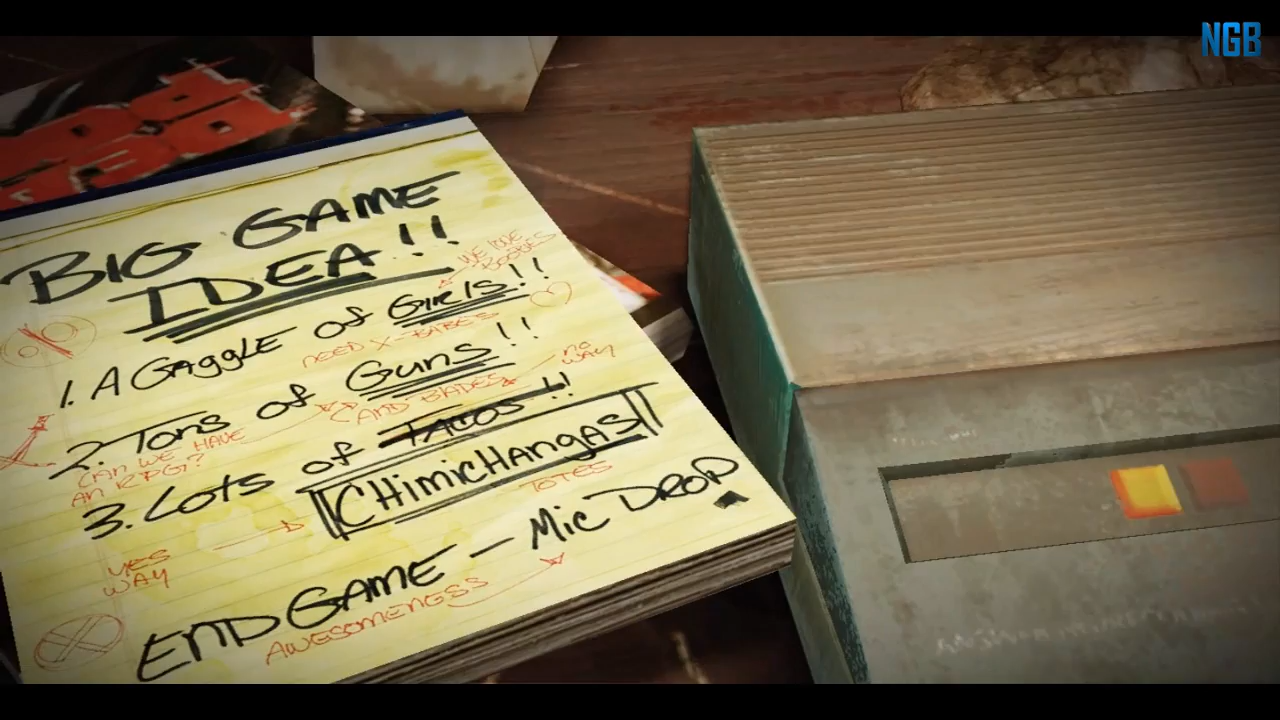 NGB
BIG GAME
IDEA!!
WE LOVE
BOOBIES
1. A GAGGLE OF GIRLS!!
NEED X-BABES
2. TONS OF GUNS!!
NO
WAY
CAN WE HAVE
AN RPG?
AND BLADES
3. LOTS OF TACOS!!
CHIMICHANGAS
TOTES
YES
WAY
END GAME - MIC DROP
AWESOMENGSS